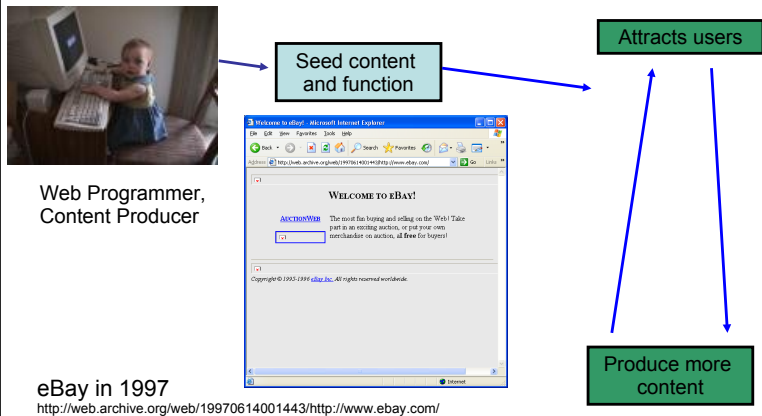 Attracts users
Seed content
and function
Welcome to eBay! - Microsoft Internet Explorer
File Edit View Favorites Tools Help
Back Search Favorites
Address http://web.archive.org/web/19970614001443/http://www.ebay.com/ Go Links
WELCOME TO EBAY!
AUCTIONWEB
The most fun buying and selling on the Web! Take
part in an exciting auction, or put your own
merchandise on auction, all free for buyers!
Copyright © 1995-1996 eBay Inc. All rights reserved worldwide.
Internet
Web Programmer,
Content Producer
Produce more
content
eBay in 1997
http://web.archive.org/web/19970614001443/http://www.ebay.com/